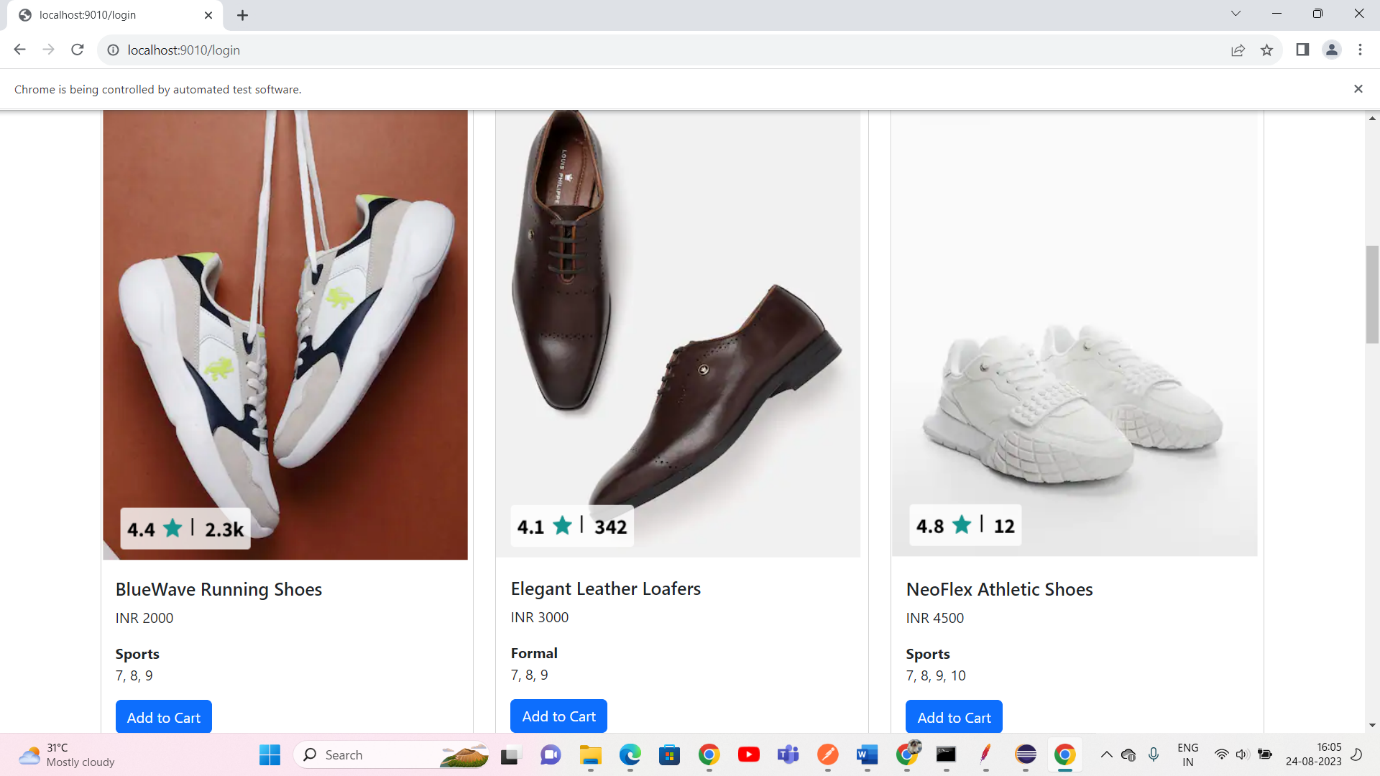 localhost:9010/login
localhost:9010/login
Chrome is being controlled by automated test software.
LOUIS PHILIPPE
4.4 ★ | 2.3k
4.1 ★ | 342
4.8 ★ | 12
BlueWave Running Shoes
INR 2000
Sports
7, 8, 9
Add to Cart
Elegant Leather Loafers
INR 3000
Formal
7, 8, 9
Add to Cart
NeoFlex Athletic Shoes
INR 4500
Sports
7, 8, 9, 10
Add to Cart
31°C
Mostly cloudy
Search
ENG
IN
16:05
24-08-2023